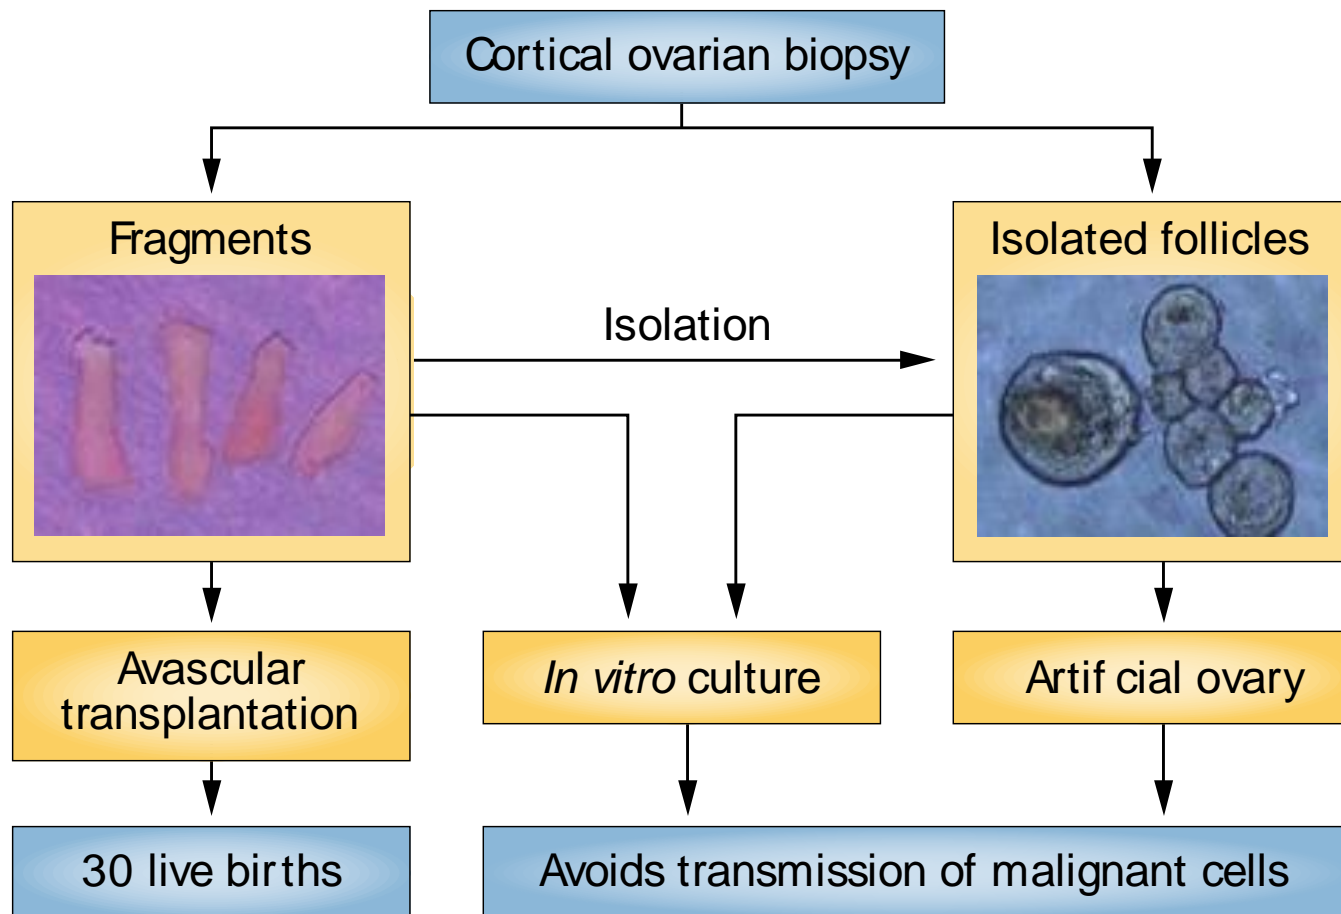 Cortical ovarian biopsy
Fragments
Isolated follicles
Isolation
Avascular
transplantation
In vitro culture
Artif cial ovary
30 live births
Avoids transmission of malignant cells